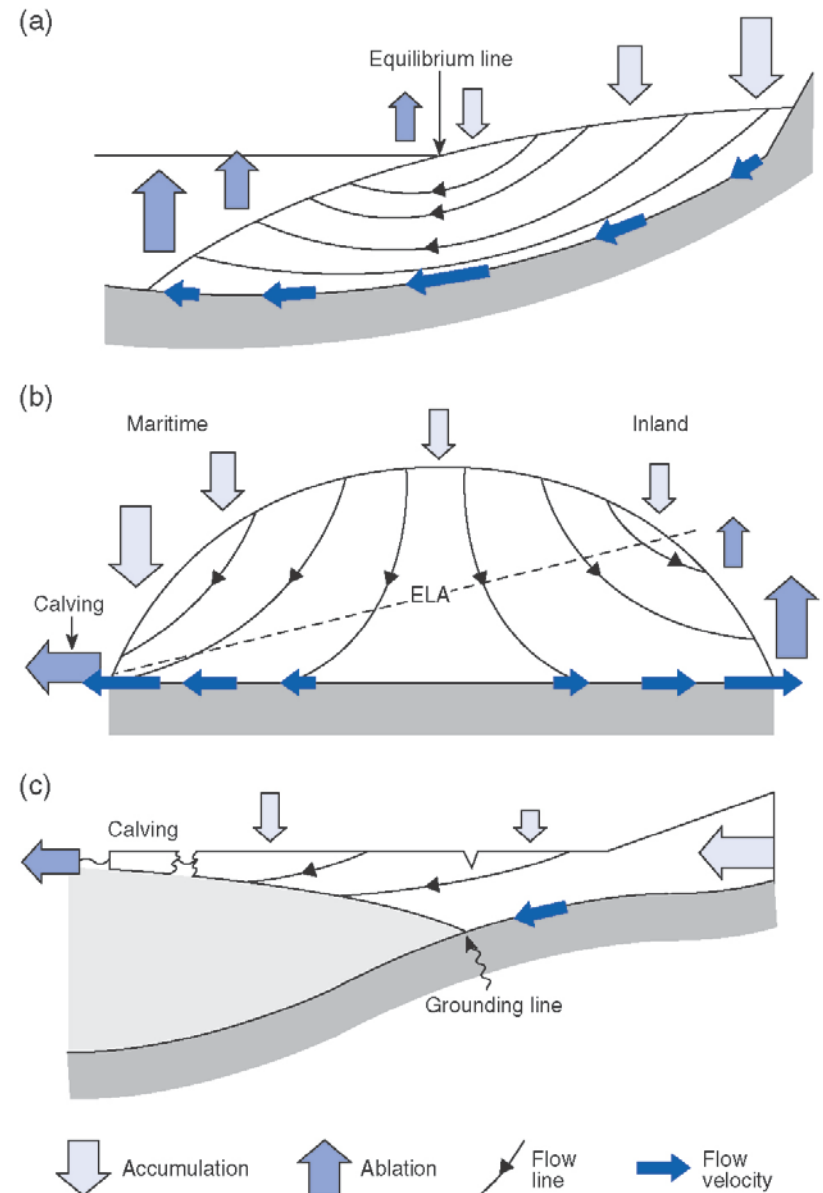 (a)
Equilibrium line
(b)
Maritime
Inland
ELA
Calving
(c)
Calving
Grounding line
Accumulation
Ablation
Flow
line
Flow
velocity